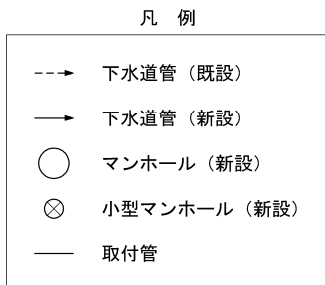 凡 例
下水道管（既設）
下水道管（新設）
マンホール（新設）
小型マンホール（新設）
取付管